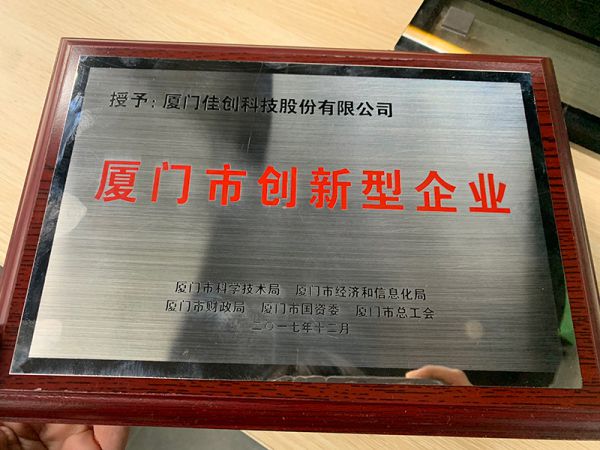 授予：厦门佳创科技股份有限公司
厦门市创新型企业
厦门市科学技术局 厦门市经济和信息化局
厦门市财政局 厦门市国资委 厦门市总工会
二〇一七年十二月